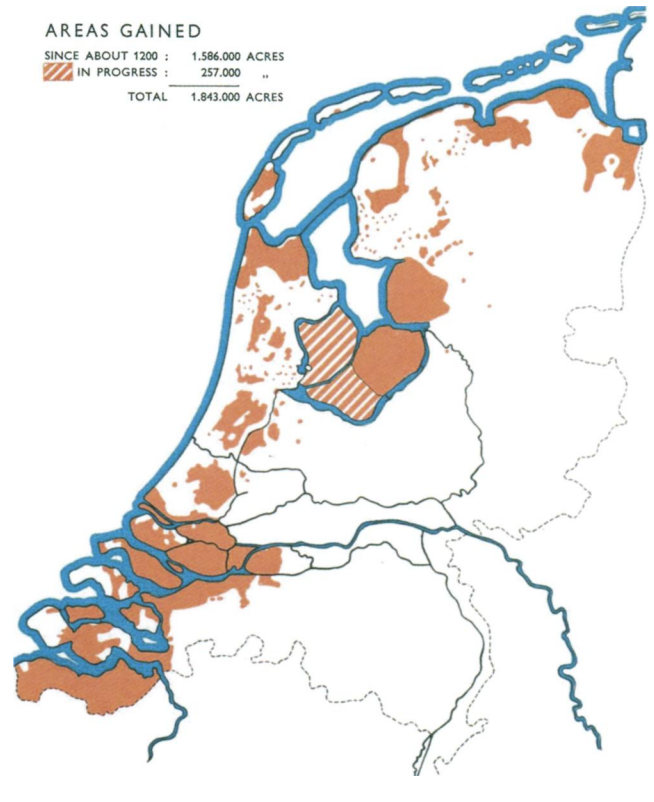 AREAS GAINED
SINCE ABOUT 1200 : 1.586.000 ACRES
IN PROGRESS : 257.000 „
TOTAL 1.843.000 ACRES